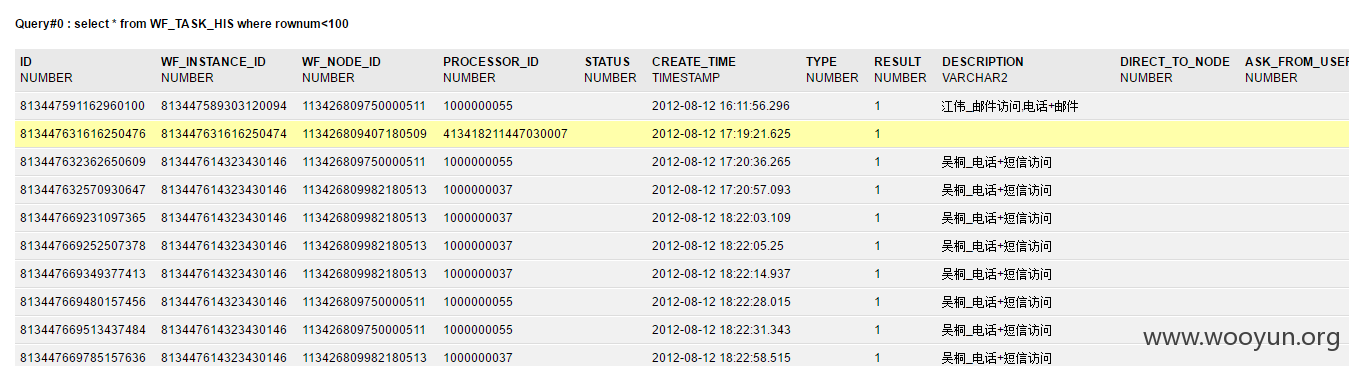 Query#0 : select * from WF_TASK_HIS where rownum<100
ID WF_INSTANCE_ID WF_NODE_ID PROCESSOR_ID STATUS CREATE_TIME TYPE RESULT DESCRIPTION DIRECT_TO_NODE ASK_FROM_USER
NUMBER NUMBER NUMBER NUMBER NUMBER TIMESTAMP NUMBER NUMBER VARCHAR2 NUMBER NUMBER
813447591162960100 813447589303120094 113426809750000511 1000000055 2012-08-12 16:11:56.296 1 江伟_邮件访问,电话+邮件
813447631616250476 813447631616250474 113426809407180509 413418211447030007 2012-08-12 17:19:21.625 1
813447632362650609 813447614323430146 113426809750000511 1000000055 2012-08-12 17:20:36.265 1 吴桐_电话+短信访问
813447632570930647 813447614323430146 113426809982180513 1000000037 2012-08-12 17:20:57.093 1 吴桐_电话+短信访问
813447669231097365 813447614323430146 113426809982180513 1000000037 2012-08-12 18:22:03.109 1 吴桐_电话+短信访问
813447669252507378 813447614323430146 113426809982180513 1000000037 2012-08-12 18:22:05.25 1 吴桐_电话+短信访问
813447669349377413 813447614323430146 113426809982180513 1000000037 2012-08-12 18:22:14.937 1 吴桐_电话+短信访问
813447669480157456 813447614323430146 113426809750000511 1000000055 2012-08-12 18:22:28.015 1 吴桐_电话+短信访问
813447669513437484 813447614323430146 113426809750000511 1000000055 2012-08-12 18:22:31.343 1 吴桐_电话+短信访问
813447669785157636 813447614323430146 113426809982180513 1000000037 2012-08-12 18:22:58.515 1 吴桐_电话+短信访问
www.wooyun.org